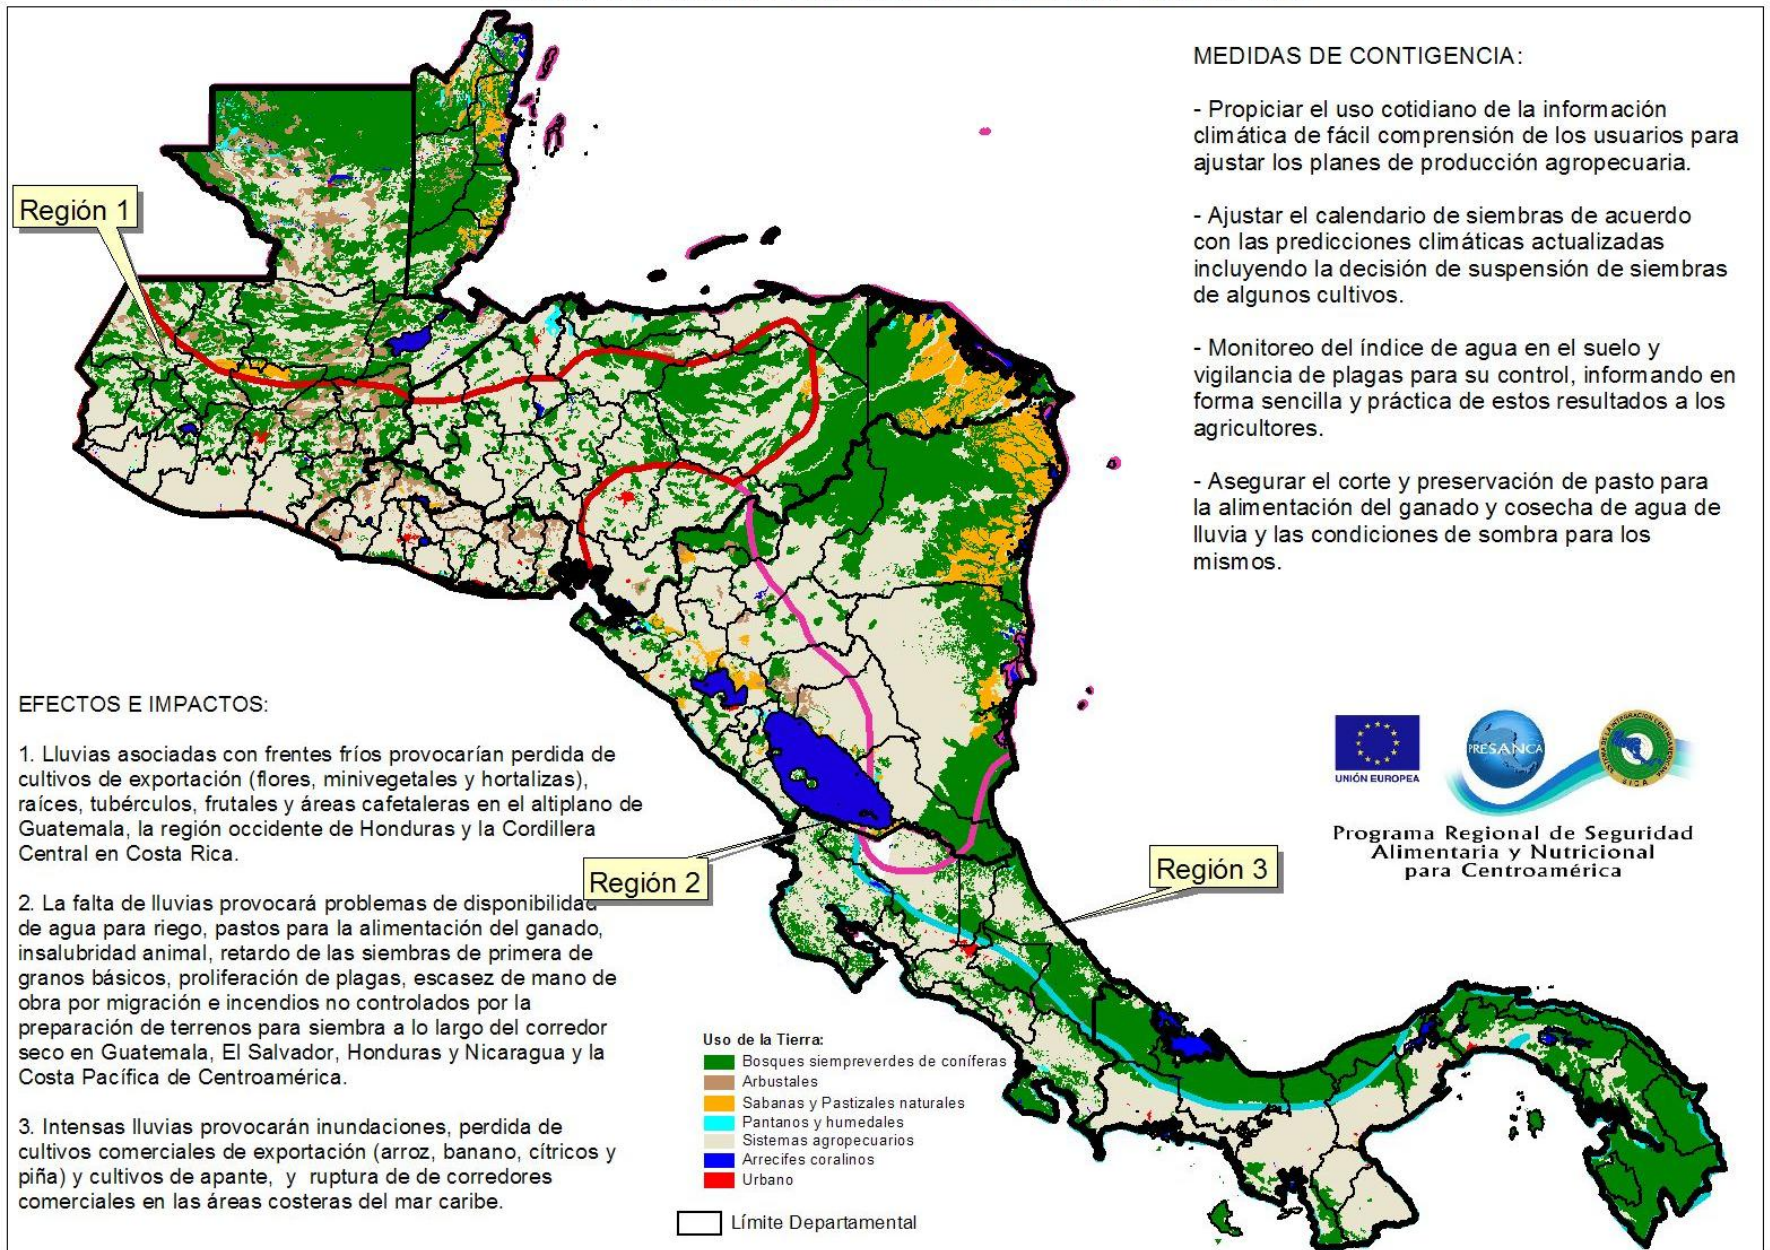 MEDIDAS DE CONTIGENCIA:
- Propiciar el uso cotidiano de la información
climática de fácil comprensión de los usuarios para
ajustar los planes de producción agropecuaria.
- Ajustar el calendario de siembras de acuerdo
con las predicciones climáticas actualizadas
incluyendo la decisión de suspensión de siembras
de algunos cultivos.
- Monitoreo del índice de agua en el suelo y
vigilancia de plagas para su control, informando en
forma sencilla y práctica de estos resultados a los
agricultores.
- Asegurar el corte y preservación de pasto para
la alimentación del ganado y cosecha de agua de
lluvia y las condiciones de sombra para los
mismos.
Región 1
Región 2
Región 3
EFECTOS E IMPACTOS:
1. Lluvias asociadas con frentes fríos provocarían perdida de
cultivos de exportación (flores, minivegetales y hortalizas),
raíces, tubérculos, frutales y áreas cafetaleras en el altiplano de
Guatemala, la región occidente de Honduras y la Cordillera
Central en Costa Rica.
2. La falta de lluvias provocará problemas de disponibilidad
de agua para riego, pastos para la alimentación del ganado,
insalubridad animal, retardo de las siembras de primera de
granos básicos, proliferación de plagas, escasez de mano de
obra por migración e incendios no controlados por la
preparación de terrenos para siembra a lo largo del corredor
seco en Guatemala, El Salvador, Honduras y Nicaragua y la
Costa Pacífica de Centroamérica.
3. Intensas lluvias provocarán inundaciones, perdida de
cultivos comerciales de exportación (arroz, banano, cítricos y
piña) y cultivos de apante, y ruptura de de corredores
comerciales en las áreas costeras del mar caribe.
Uso de la Tierra:
Bosques siempreverdes de coníferas
Arbustales
Sabanas y Pastizales naturales
Pantanos y humedales
Sistemas agropecuarios
Arrecifes coralinos
Urbano
Límite Departamental
UNIÓN EUROPEA
PRESANCA
SICA
Programa Regional de Seguridad
Alimentaria y Nutricional
para Centroamérica